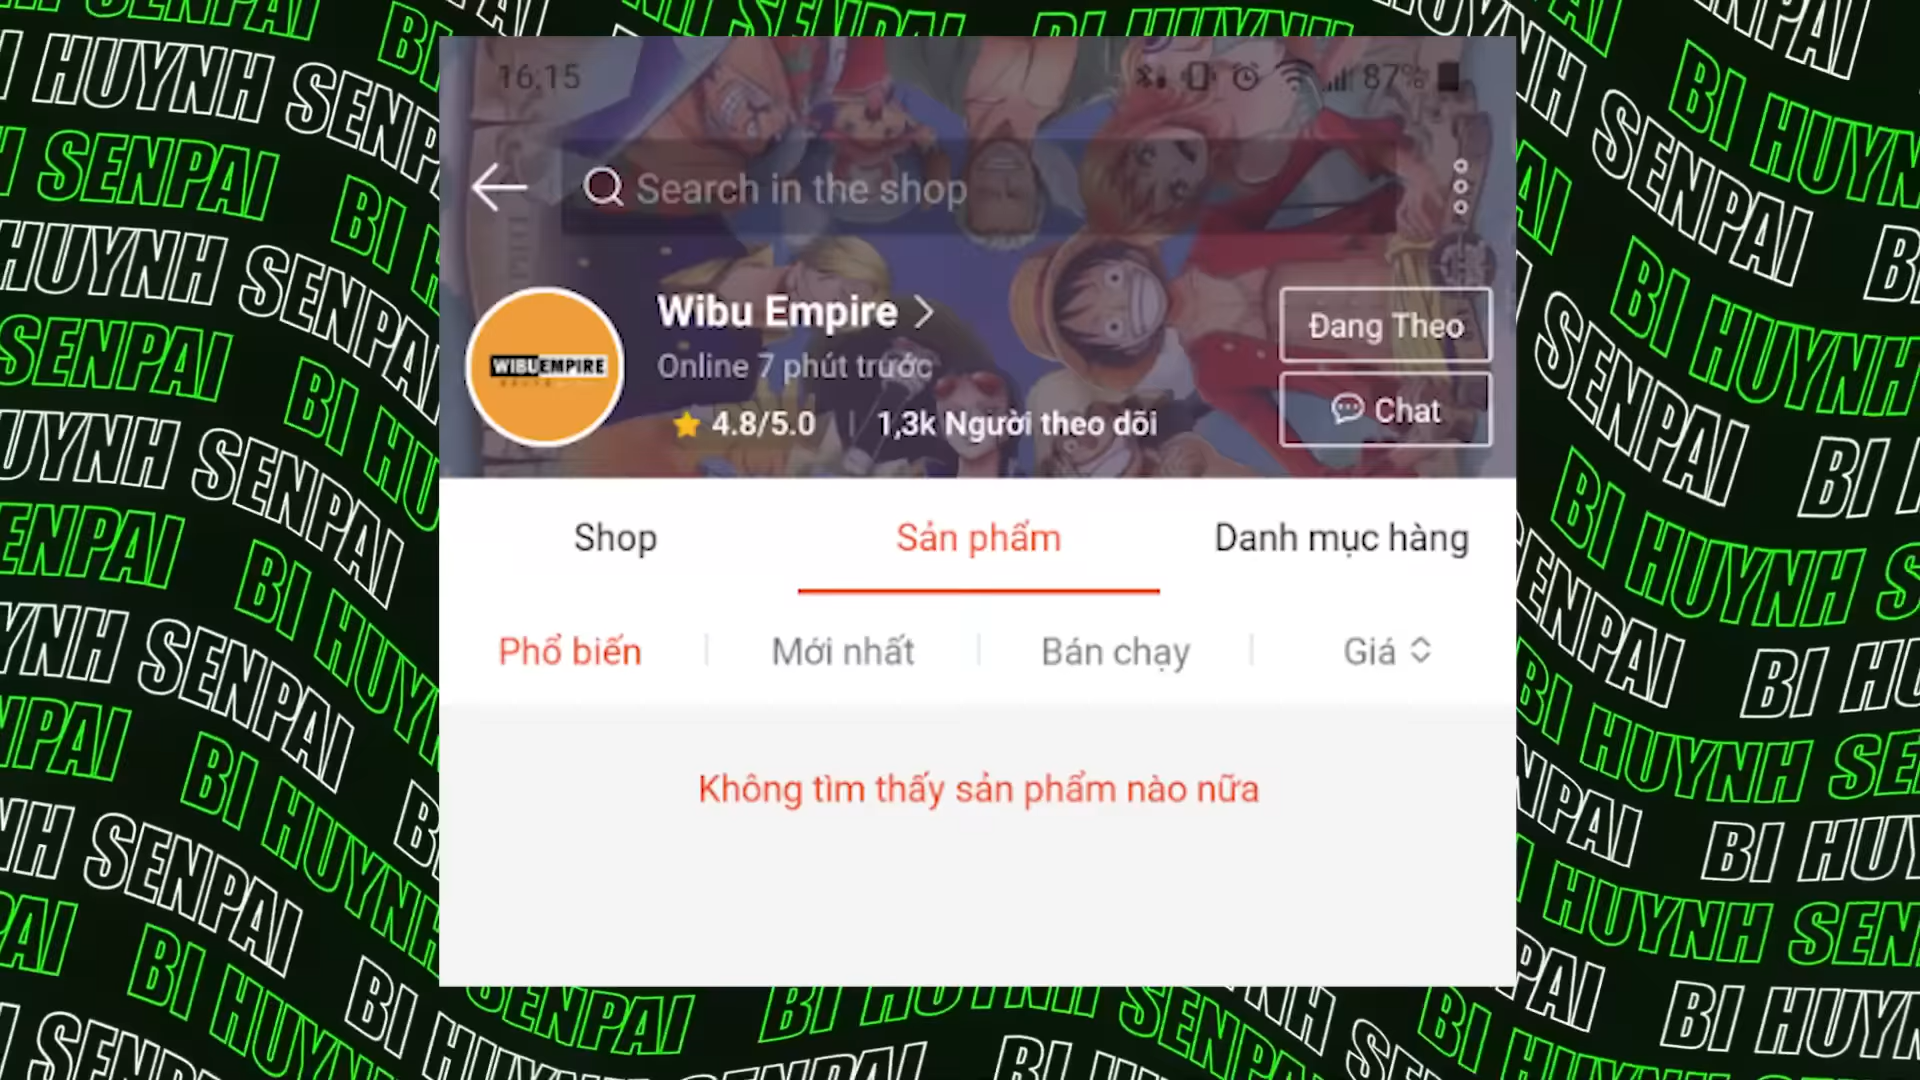 16:15
87%
Search in the shop
Wibu Empire
Đang Theo
Online 7 phút trước
WIBUEMPIRE
4.8/5.0
1,3k Người theo dõi
Chat
Shop
Sản phẩm
Danh mục hàng
Phổ biến
Mới nhất
Bán chạy
Giá
Không tìm thấy sản phẩm nào nữa
BI HUYNH SENPAI